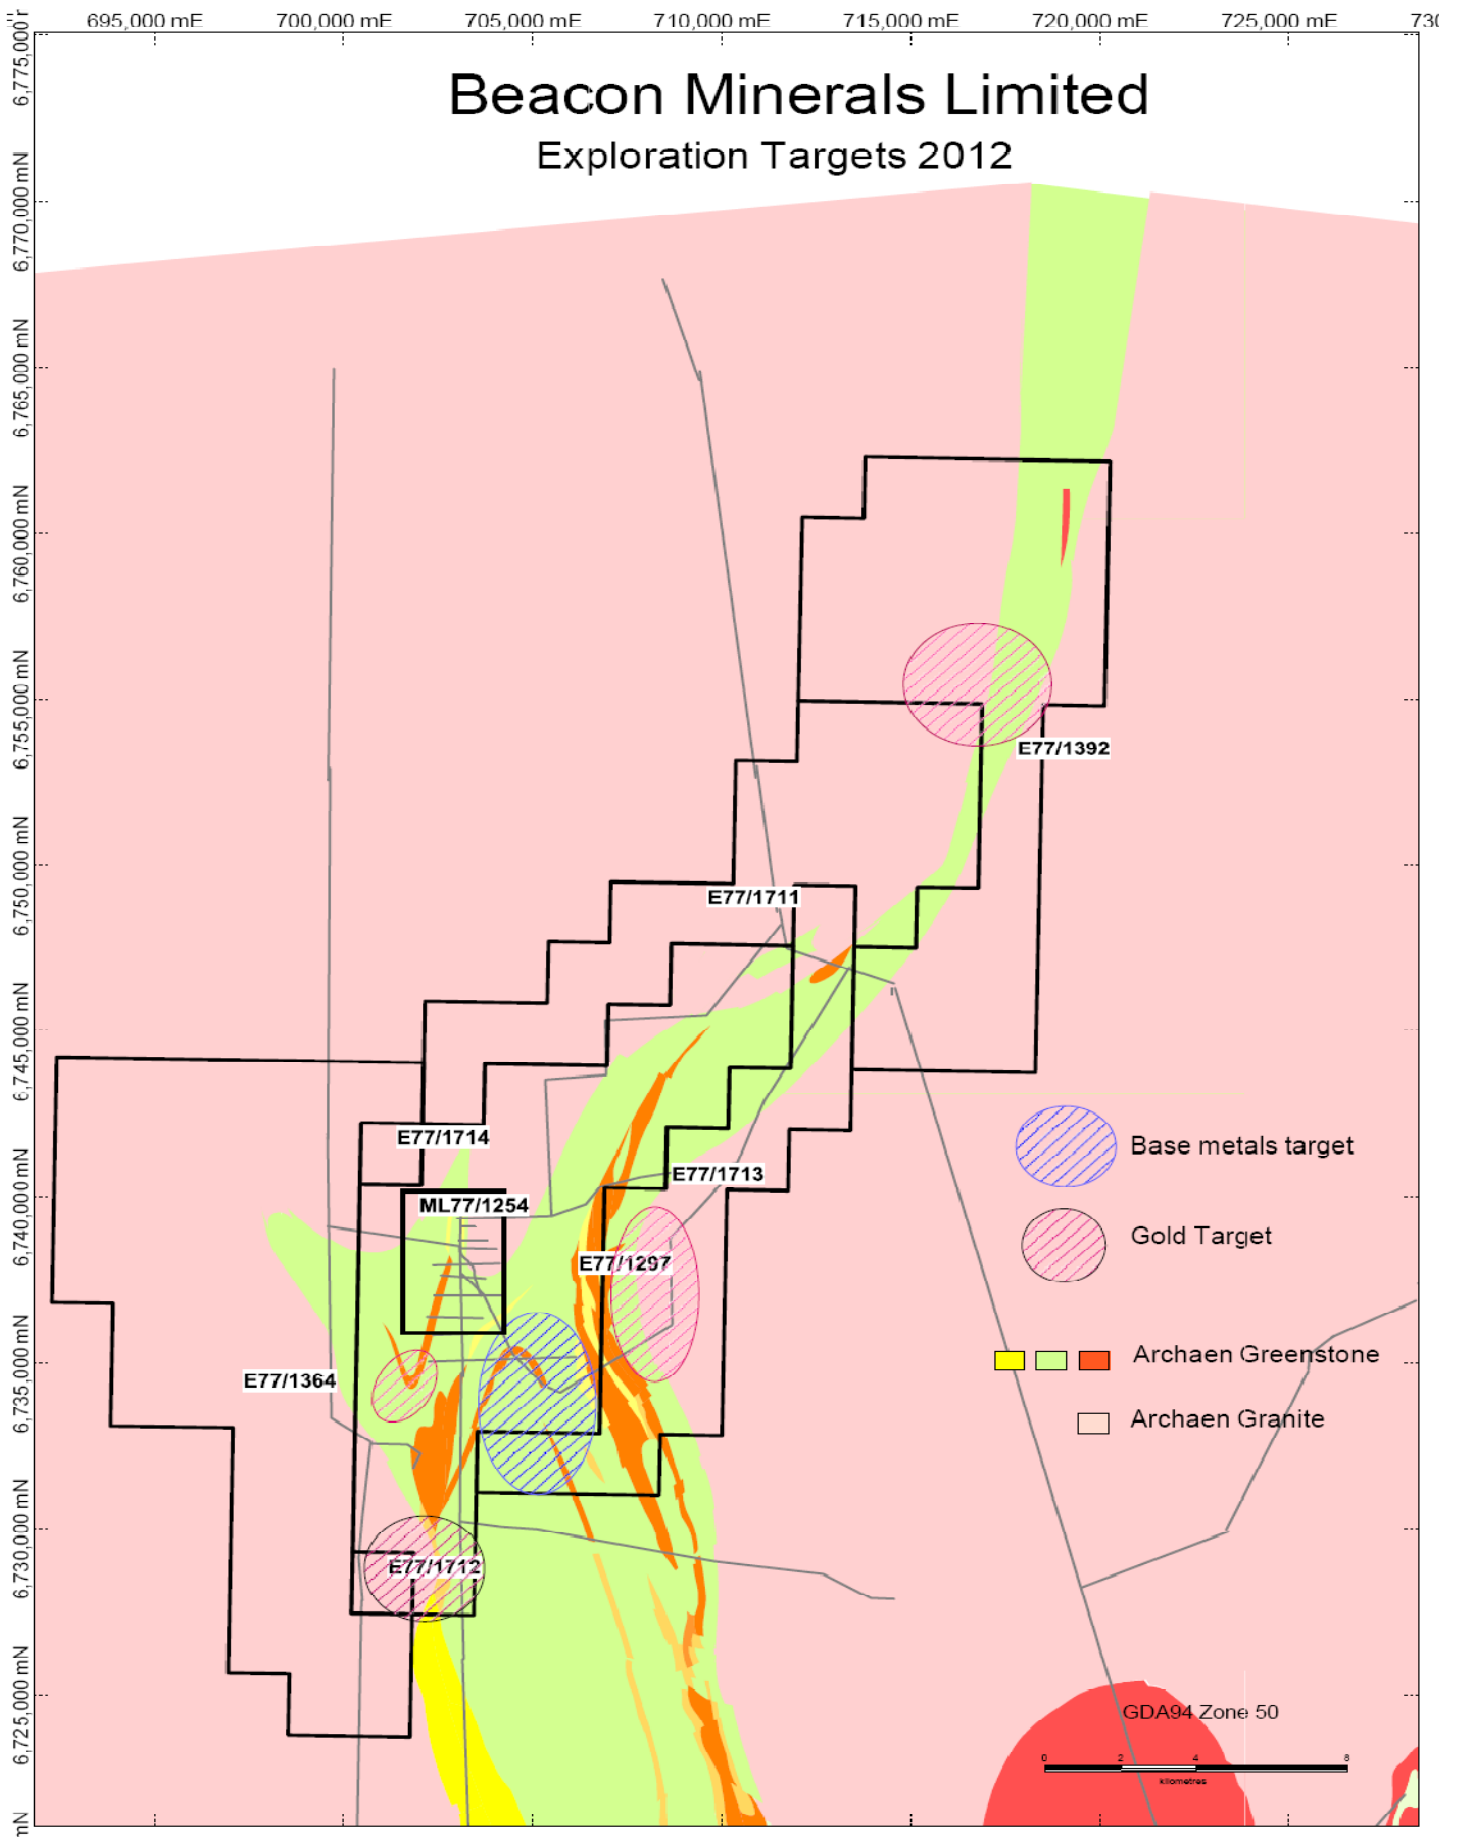 695,000 mE 700,000 mE 705,000 mE 710,000 mE 715,000 mE 720,000 mE 725,000 mE
6,775,000
Beacon Minerals Limited
Exploration Targets 2012
6,770,000 mN
6,765,000 mN
6,760,000 mN
6,755,000 mN
E77/1392
6,750,000 mN
E77/1711
6,745,000 mN
E77/1714
Base metals target
6,740,000 mN
E77/1713
ML77/1254
Gold Target
E77/1297
6,735,000 mN
Archaen Greenstone
E77/1364
Archaen Granite
6,730,000 mN
E77/1712
6,725,000 mN
GDA94 Zone 50
0 2 4 8
kilometres
mN